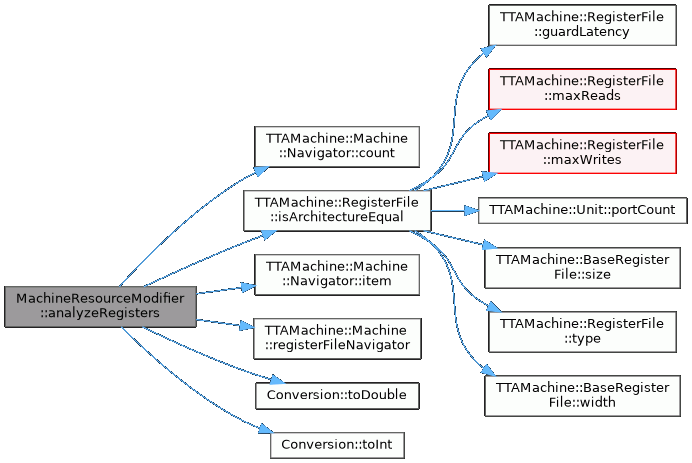 MachineResourceModifier
::analyzeRegisters
TTAMachine::Machine
::Navigator::count
TTAMachine::RegisterFile
::isArchitectureEqual
TTAMachine::Machine
::Navigator::item
TTAMachine::Machine
::registerFileNavigator
Conversion::toDouble
Conversion::toInt
TTAMachine::RegisterFile
::guardLatency
TTAMachine::RegisterFile
::maxReads
TTAMachine::RegisterFile
::maxWrites
TTAMachine::Unit::portCount
TTAMachine::BaseRegister
File::size
TTAMachine::RegisterFile
::type
TTAMachine::BaseRegister
File::width